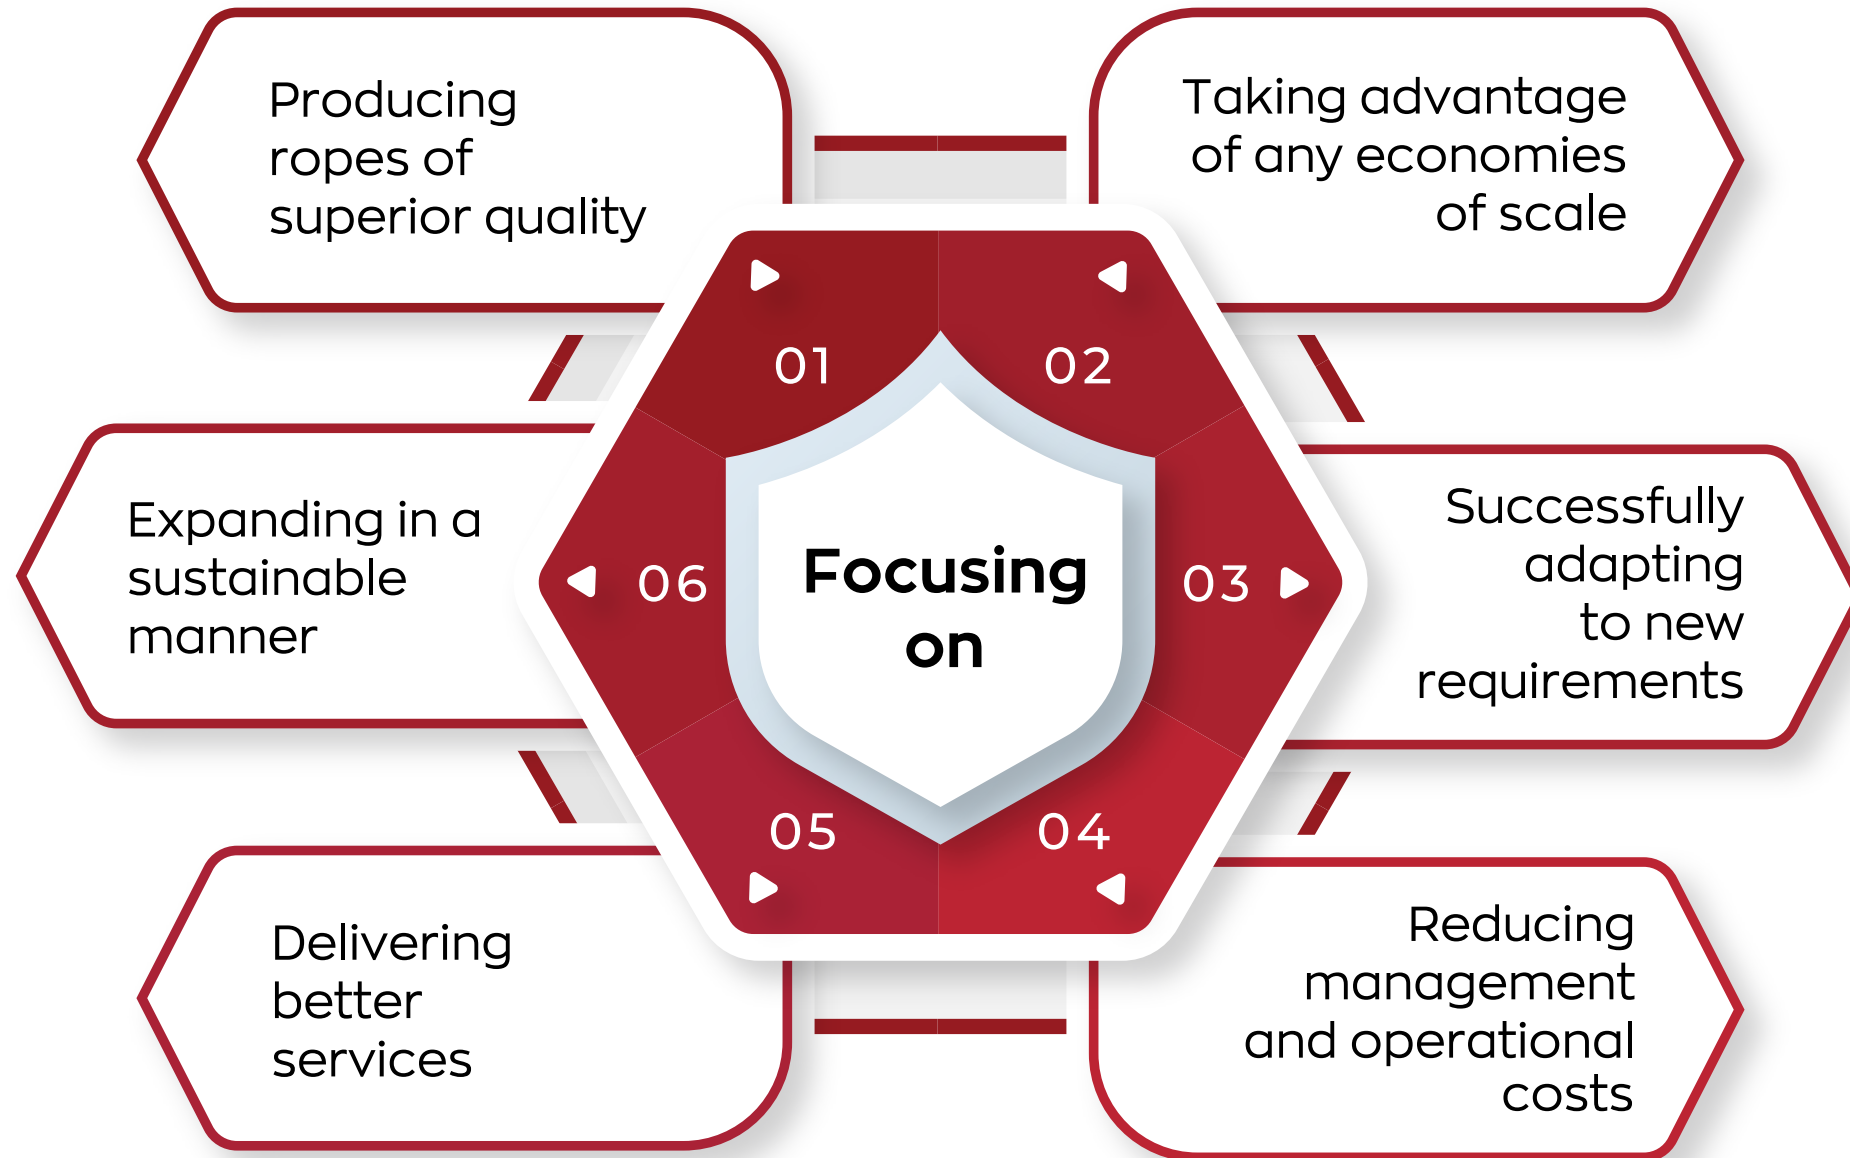 Producing
ropes of
superior quality
01
Taking advantage
of any economies
of scale
02
Successfully
adapting
to new
requirements
03
Reducing
management
and operational
costs
04
Delivering
better
services
05
Expanding in a
sustainable
manner
06
Focusing
on